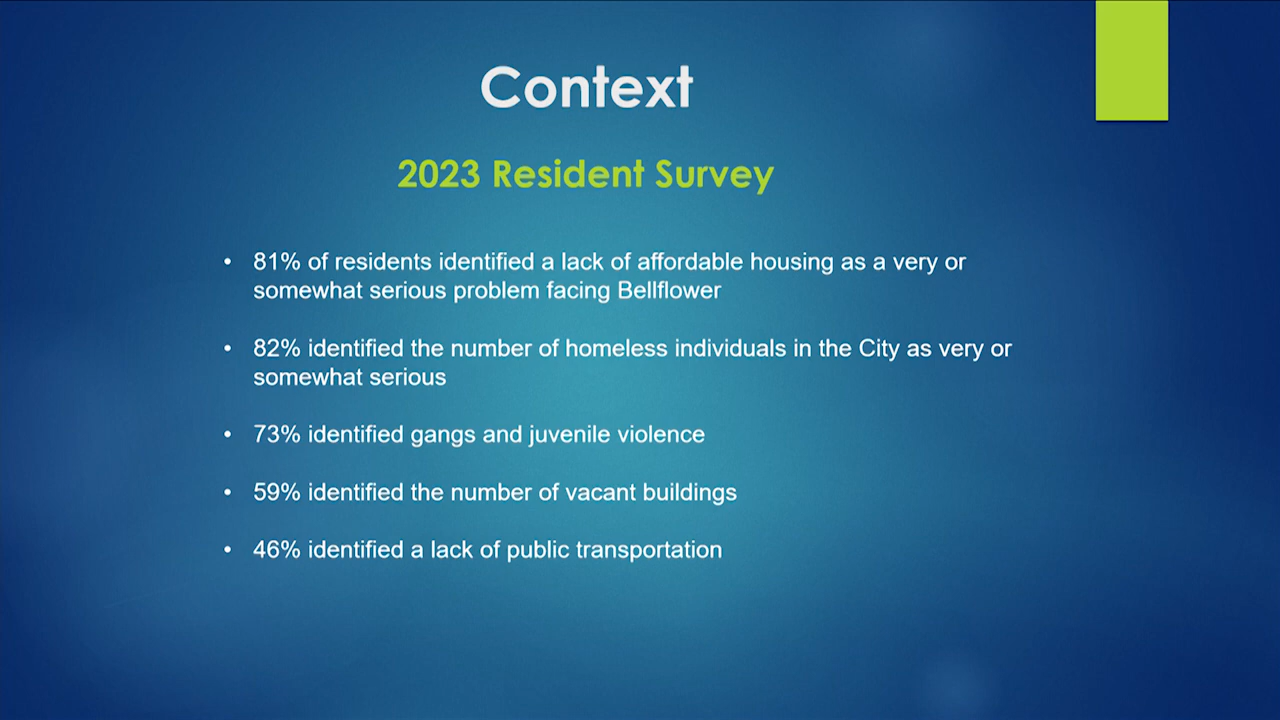 Context
2023 Resident Survey
• 81% of residents identified a lack of affordable housing as a very or
somewhat serious problem facing Bellflower
• 82% identified the number of homeless individuals in the City as very or
somewhat serious
• 73% identified gangs and juvenile violence
• 59% identified the number of vacant buildings
• 46% identified a lack of public transportation